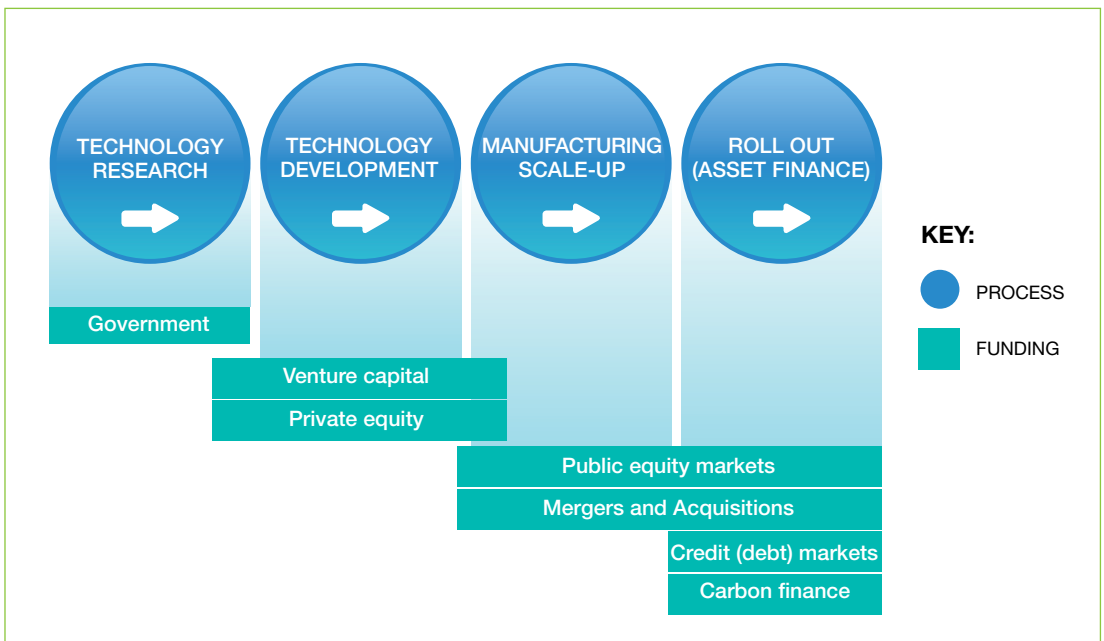 TECHNOLOGY
RESEARCH
TECHNOLOGY
DEVELOPMENT
MANUFACTURING
SCALE-UP
ROLL OUT
(ASSET FINANCE)
KEY:
PROCESS
FUNDING
Government
Venture capital
Private equity
Public equity markets
Mergers and Acquisitions
Credit (debt) markets
Carbon finance